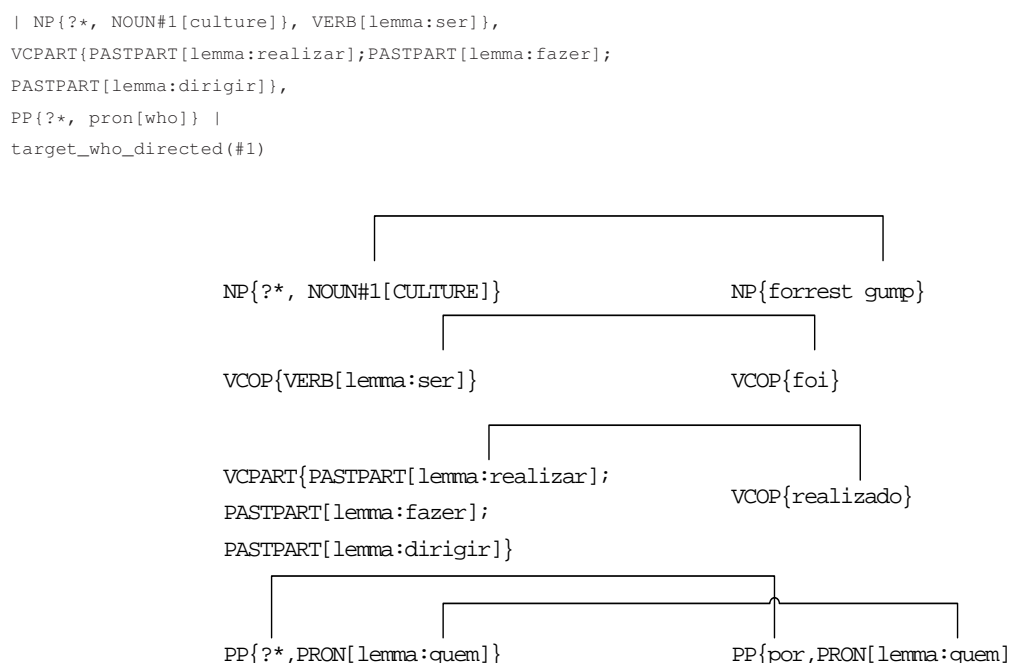 | NP{?*, NOUN#1[culture]}, VERB[lemma:ser]},
VCPART{PASTPART[lemma:realizar];PASTPART[lemma:fazer];
PASTPART[lemma:dirigir]},
PP{?*, pron[who]} |
target_who_directed(#1)
NP{?*, NOUN#1[CULTURE]} NP{forrest gump}
VCOP{VERB[lemma:ser]} VCOP{foi}
VCPART{PASTPART[lemma:realizar];
PASTPART[lemma:fazer];
PASTPART[lemma:dirigir]}
VCOP{realizado}
PP{?*,PRON[lemma:quem]} PP{por,PRON[lemma:quem]